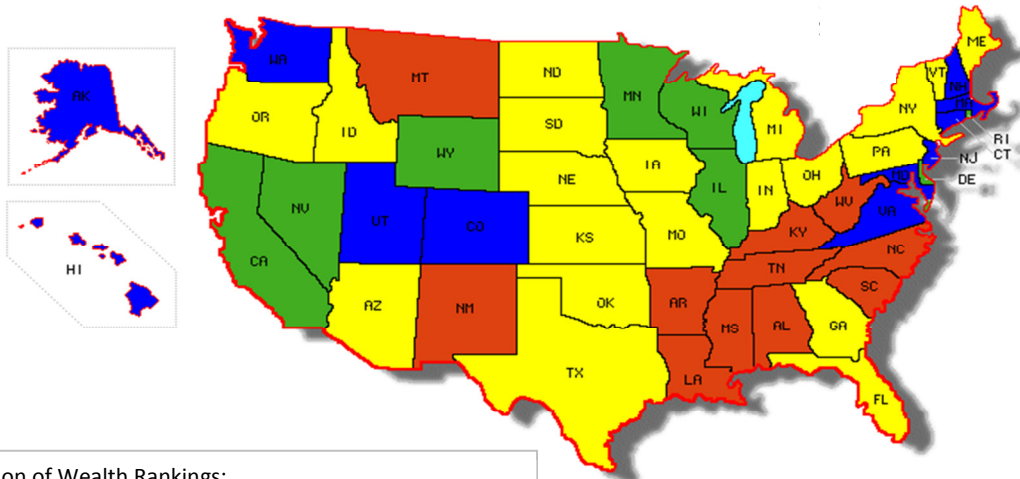 WA
MT
ND
MN
ME
VT
NH
AK
OR
ID
SD
WI
MI
NY
MA
RI
CT
WY
IA
PA
NJ
NE
IL
IN
OH
MD
DE
NV
UT
CO
WV
VA
HI
CA
KS
MO
KY
NC
TN
AZ
NM
OK
AR
SC
MS
AL
GA
TX
LA
FL
on of Wealth Rankings: